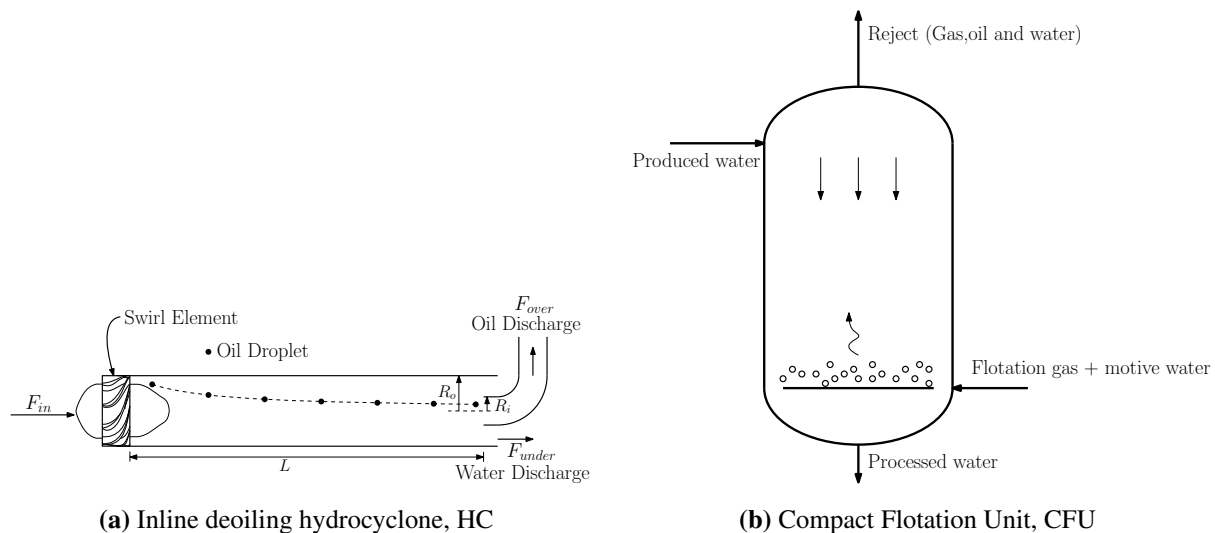 Swirl Element
Oil Droplet
F_in
R_o
R_i
F_over
Oil Discharge
L
F_under
Water Discharge
(a) Inline deoiling hydrocyclone, HC
Reject (Gas,oil and water)
Produced water
Flotation gas + motive water
Processed water
(b) Compact Flotation Unit, CFU